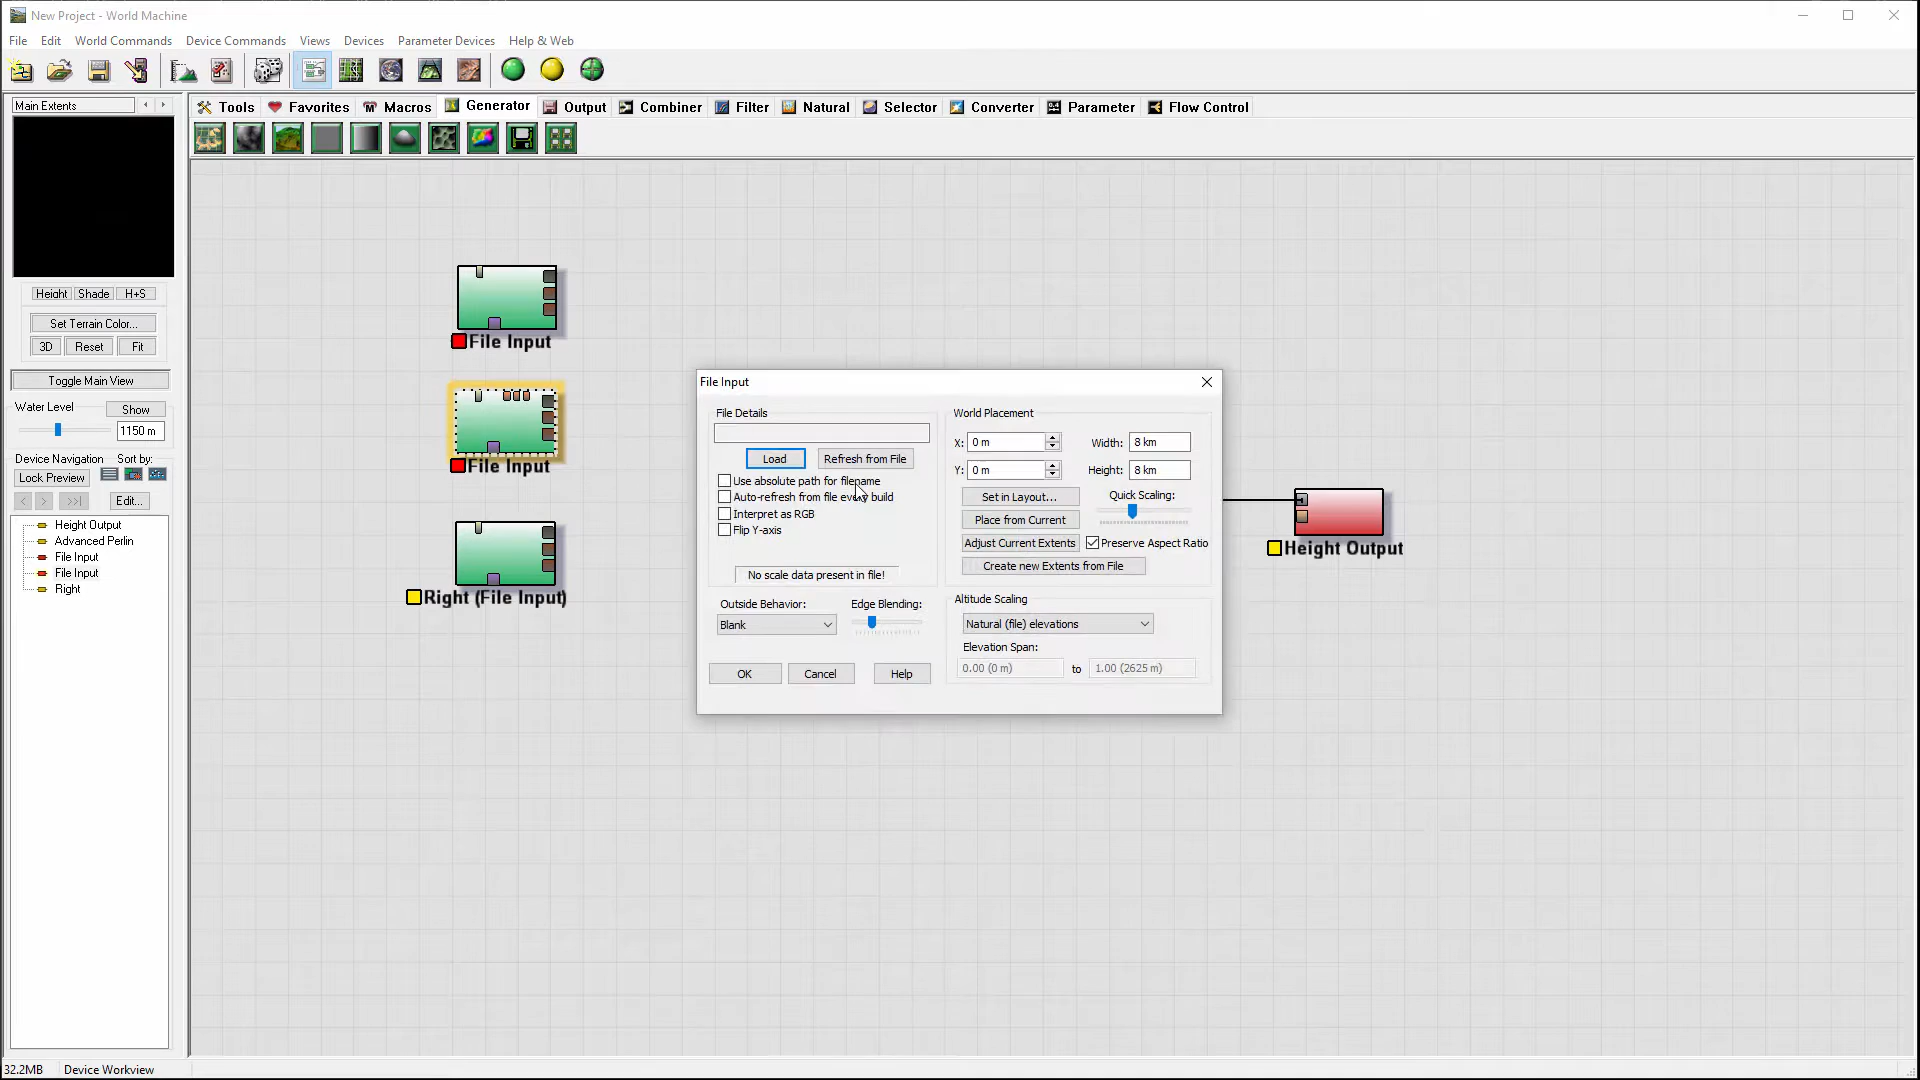 New Project - World Machine
File Edit World Commands Device Commands Views Devices Parameter Devices Help & Web
Main Extents
Tools Favorites Macros Generator Output Combiner Filter Natural Selector Converter Parameter Flow Control
Height Shade H+S
Set Terrain Color...
3D Reset Fit
Toggle Main View
Water Level Show
1150 m
Device Navigation Sort by:
Lock Preview
< > >>| Edit...
Height Output
Advanced Perlin
File Input
File Input
Right
File Input
File Input
Right (File Input)
Height Output
File Input
File Details
Load Refresh from File
Use absolute path for filename
Auto-refresh from file every build
Interpret as RGB
Flip Y-axis
No scale data present in file!
Outside Behavior: Edge Blending:
Blank
OK Cancel Help
World Placement
X: 0 m Width: 8 km
Y: 0 m Height: 8 km
Set in Layout... Quick Scaling:
Place from Current
Adjust Current Extents Preserve Aspect Ratio
Create new Extents from File
Altitude Scaling
Natural (file) elevations
Elevation Span:
0.00 (0 m) to 1.00 (2625 m)
32.2MB Device Workview